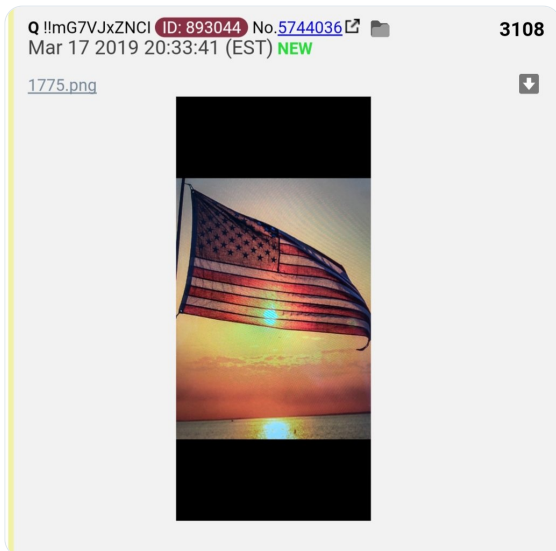 Q !!mG7VJxZNCI ID: 893044 No.5744036 3108
Mar 17 2019 20:33:41 (EST) NEW
1775.png